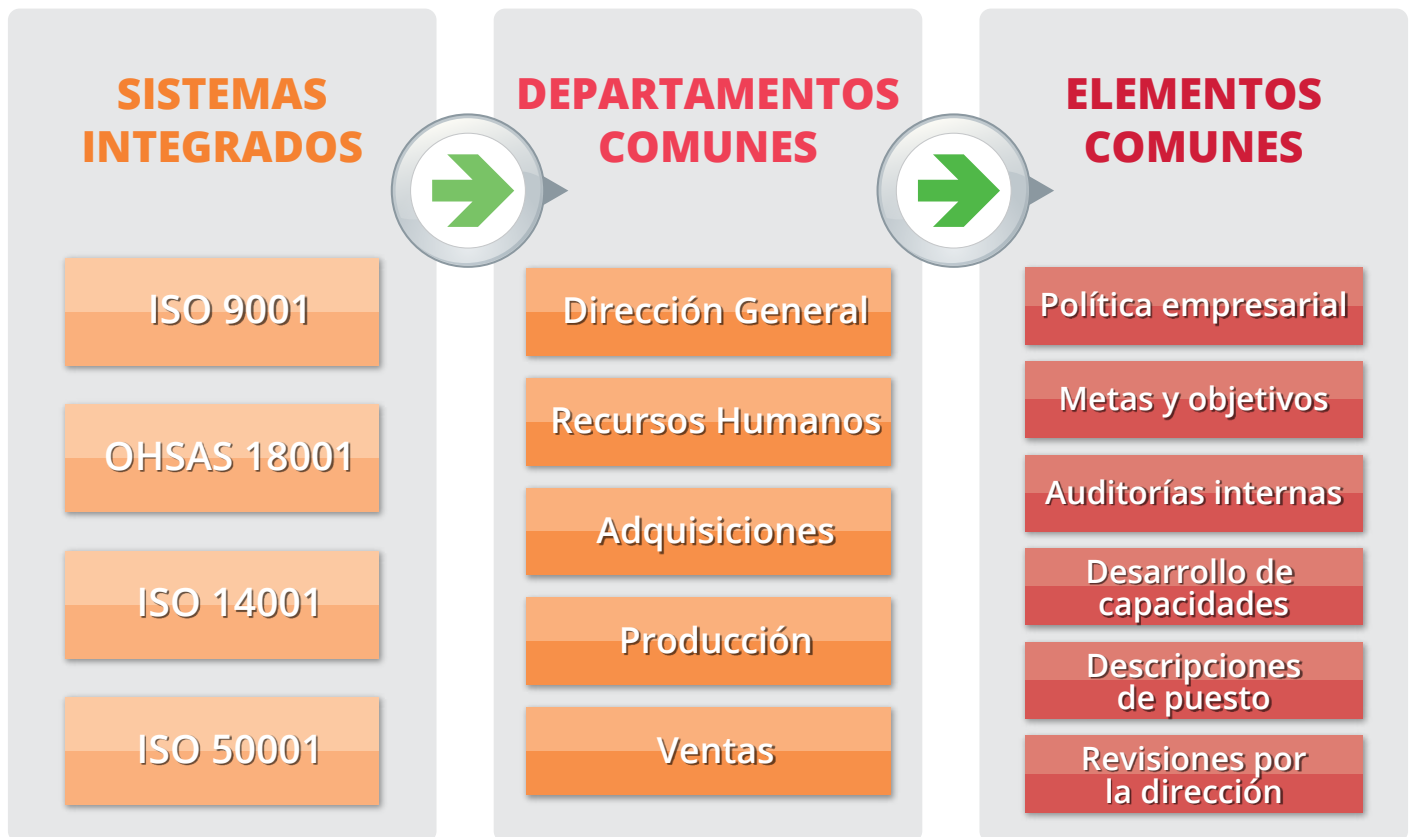 SISTEMAS
INTEGRADOS
ISO 9001
OHSAS 18001
ISO 14001
ISO 50001
DEPARTAMENTOS
COMUNES
Dirección General
Recursos Humanos
Adquisiciones
Producción
Ventas
ELEMENTOS
COMUNES
Política empresarial
Metas y objetivos
Auditorías internas
Desarrollo de
capacidades
Descripciones
de puesto
Revisiones por
la dirección